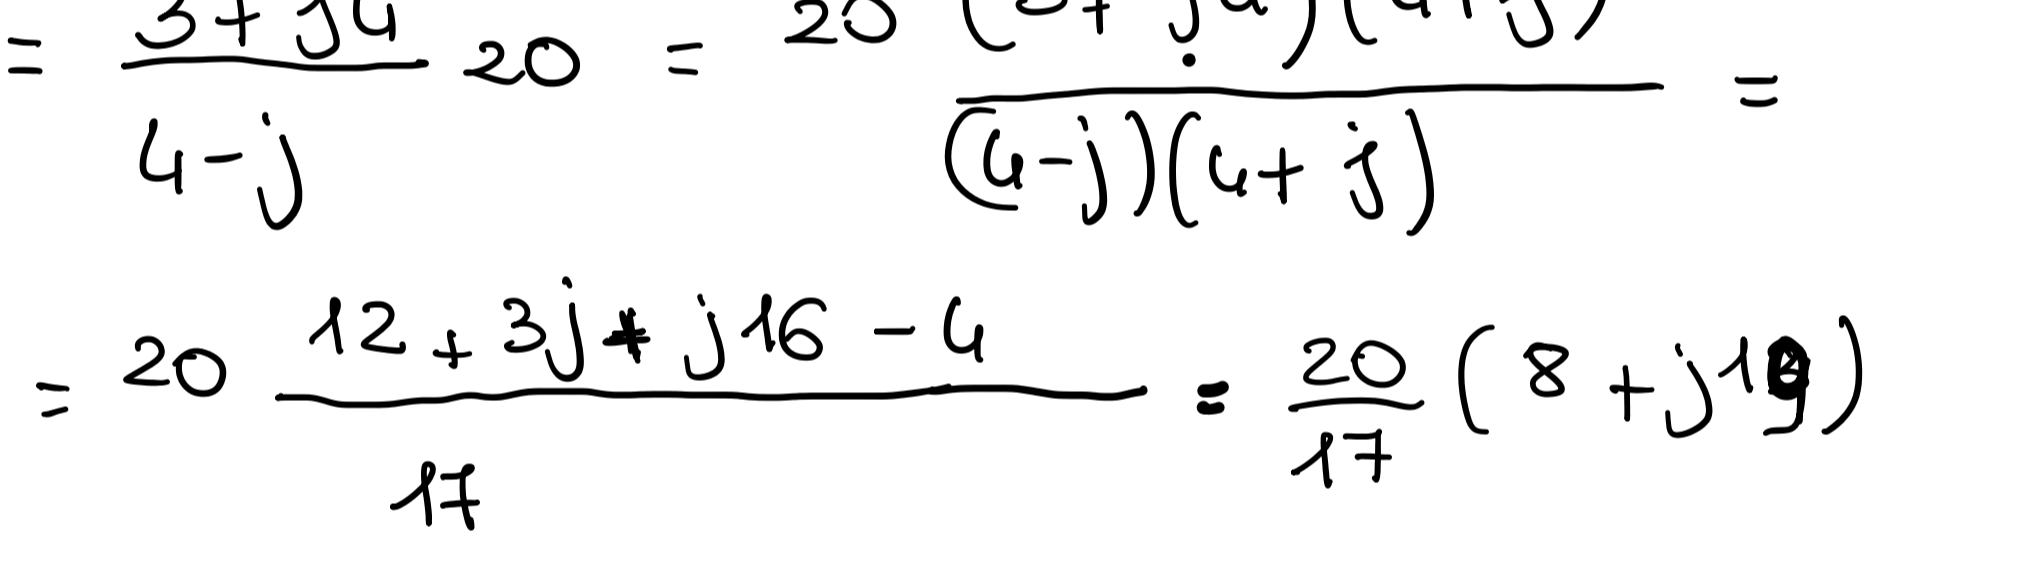 = (3 + j4)/(4 - j) 20 = 20 (3 + j4)(4 + j)/((4-j)(4+j)) =
= 20 (12 + 3j + j16 - 4)/17 = 20/17 (8 + j19)